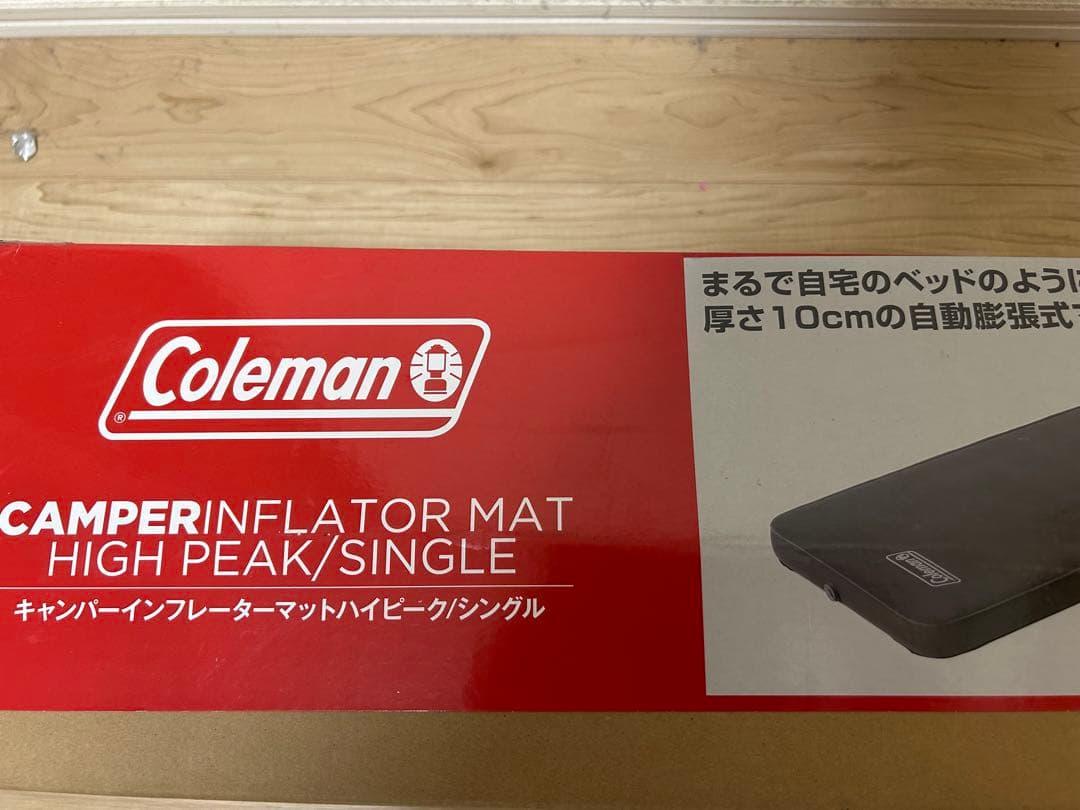 Coleman
®
CAMPERINFLATOR MAT
HIGH PEAK/SINGLE
キャンパーインフレーターマットハイピーク/シングル
まるで自宅のベッドのように
厚さ10cmの自動膨張式
Coleman